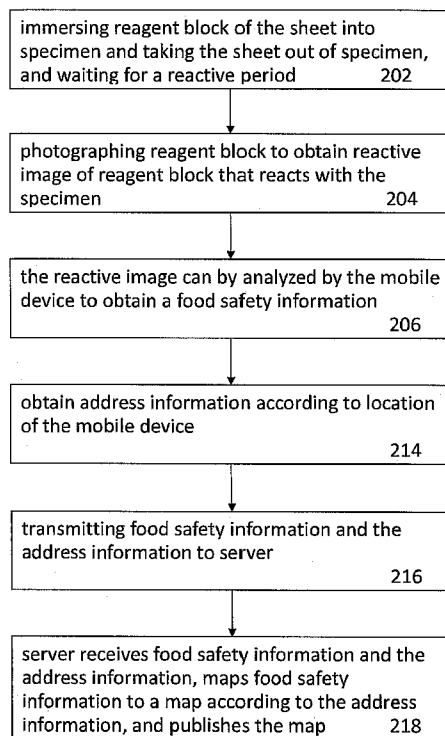 immersing reagent block of the sheet into
specimen and taking the sheet out of specimen,
and waiting for a reactive period 202
photographing reagent block to obtain reactive
image of reagent block that reacts with the
specimen 204
the reactive image can by analyzed by the mobile
device to obtain a food safety information
206
obtain address information according to location
of the mobile device
214
transmitting food safety information and the
address information to server
216
server receives food safety information and the
address information, maps food safety
information to a map according to the address
information, and publishes the map 218